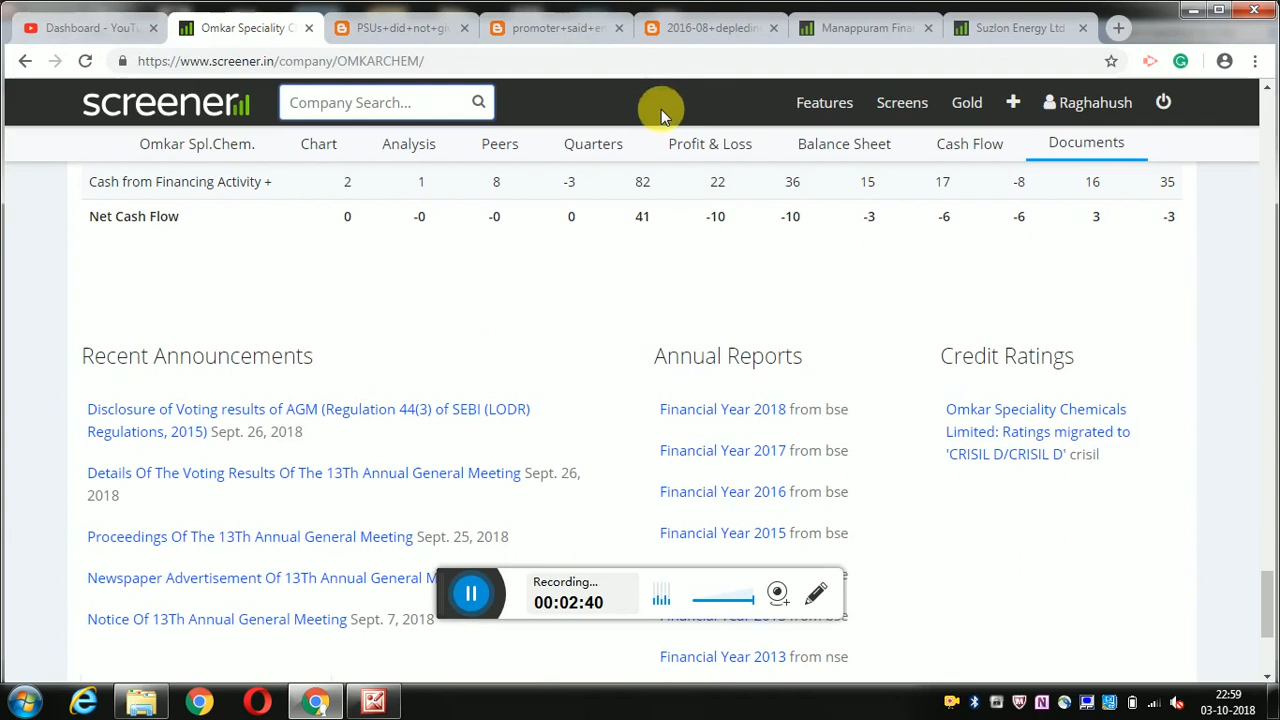 Dashboard - YouTu
Omkar Speciality C
PSUs+did+not+giv
promoter+said+en
2016-08+depledin
Manappuram Finan
Suzlon Energy Ltd
https://www.screener.in/company/OMKARCHEM/
screener
Company Search...
Features
Screens
Gold
Raghahush
Omkar Spl.Chem.
Chart
Analysis
Peers
Quarters
Profit & Loss
Balance Sheet
Cash Flow
Documents
Cash from Financing Activity + 2 1 8 -3 82 22 36 15 17 -8 16 35
Net Cash Flow 0 -0 -0 0 41 -10 -10 -3 -6 -6 3 -3
Recent Announcements
Disclosure of Voting results of AGM (Regulation 44(3) of SEBI (LODR)
Regulations, 2015) Sept. 26, 2018
Details Of The Voting Results Of The 13Th Annual General Meeting Sept. 26,
2018
Proceedings Of The 13Th Annual General Meeting Sept. 25, 2018
Newspaper Advertisement Of 13Th Annual General M
Notice Of 13Th Annual General Meeting Sept. 7, 2018
Annual Reports
Financial Year 2018 from bse
Financial Year 2017 from bse
Financial Year 2016 from bse
Financial Year 2015 from bse
Financial Year 2013 from nse
Credit Ratings
Omkar Speciality Chemicals
Limited: Ratings migrated to
'CRISIL D/CRISIL D' crisil
Recording...
00:02:40
22:59
03-10-2018